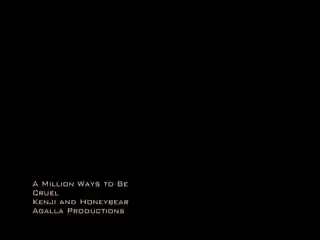 A Million Ways to Be
Cruel
Kenji and Honeybear
Agalla Productions